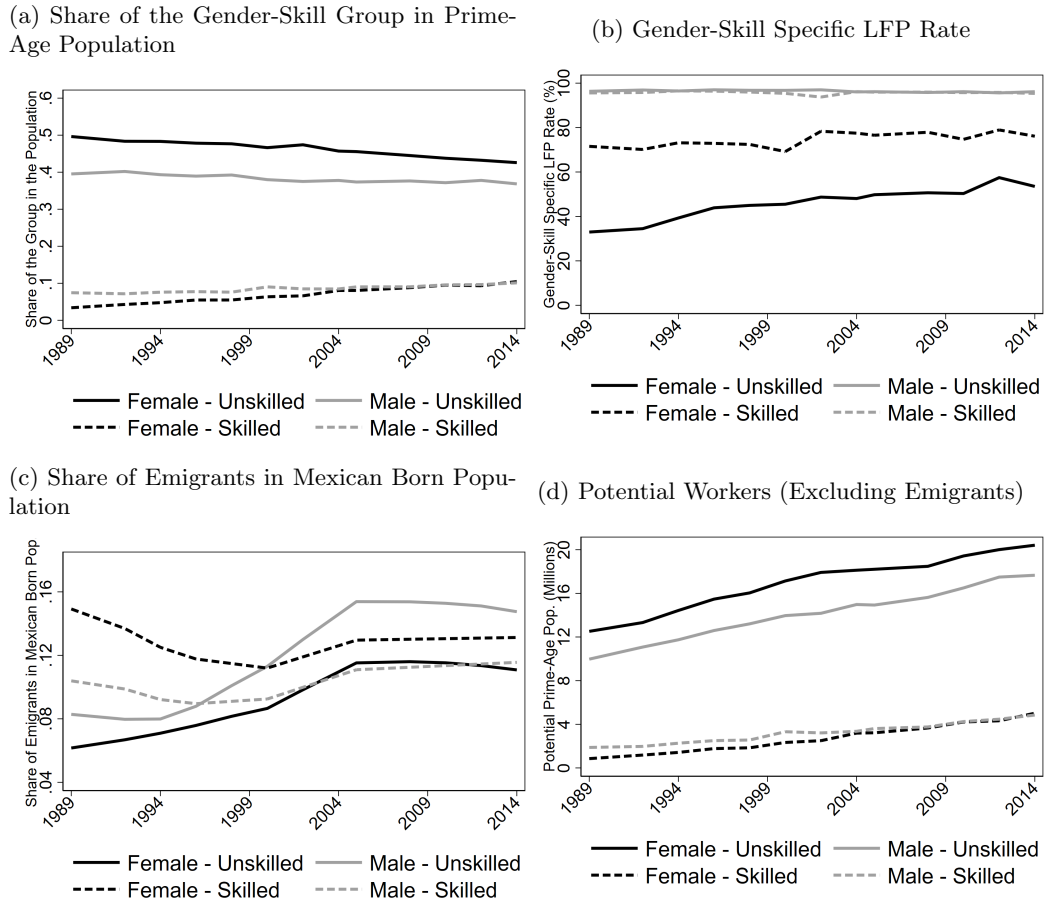 (a) Share of the Gender-Skill Group in Prime-
Age Population
Share of the Group in the Population
0 .1 .2 .3 .4 .5 .6
1989 1994 1999 2004 2009 2014
Female - Unskilled Male - Unskilled
Female - Skilled Male - Skilled
(b) Gender-Skill Specific LFP Rate
Gender-Skill Specific LFP Rate (%)
0 20 40 60 80 100
1989 1994 1999 2004 2009 2014
Female - Unskilled Male - Unskilled
Female - Skilled Male - Skilled
(c) Share of Emigrants in Mexican Born Popu-
lation
Share of Emigrants in Mexican Born Pop
.04 .08 .12 .16
1989 1994 1999 2004 2009 2014
Female - Unskilled Male - Unskilled
Female - Skilled Male - Skilled
(d) Potential Workers (Excluding Emigrants)
Potential Prime-Age Pop. (Millions)
0 4 8 12 16 20
1989 1994 1999 2004 2009 2014
Female - Unskilled Male - Unskilled
Female - Skilled Male - Skilled